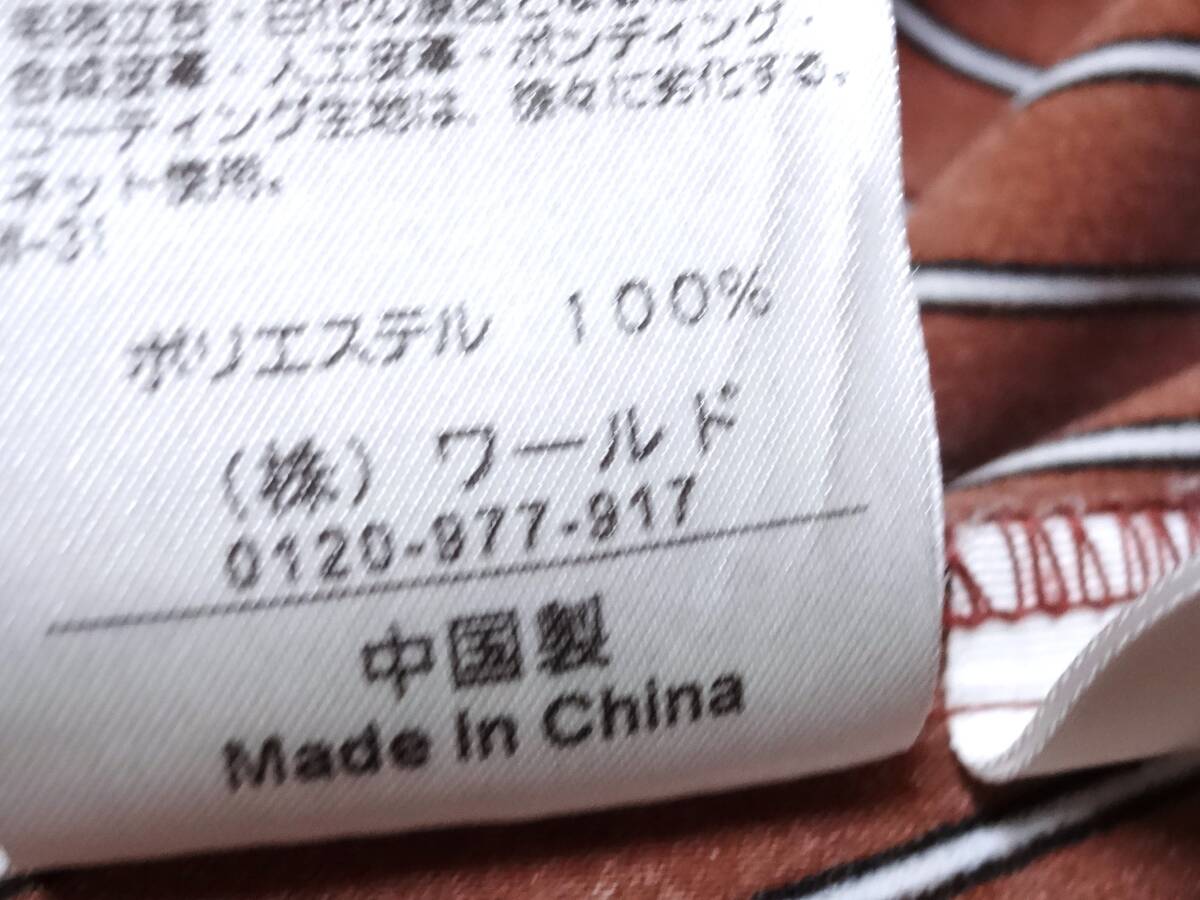 合成皮革・人工皮革・ボンディング・
コーティング生地は、徐々に劣化する。
ネット使用。
ポリエステル 100%
(株) ワールド
0120-977-917
中国製
Made in China